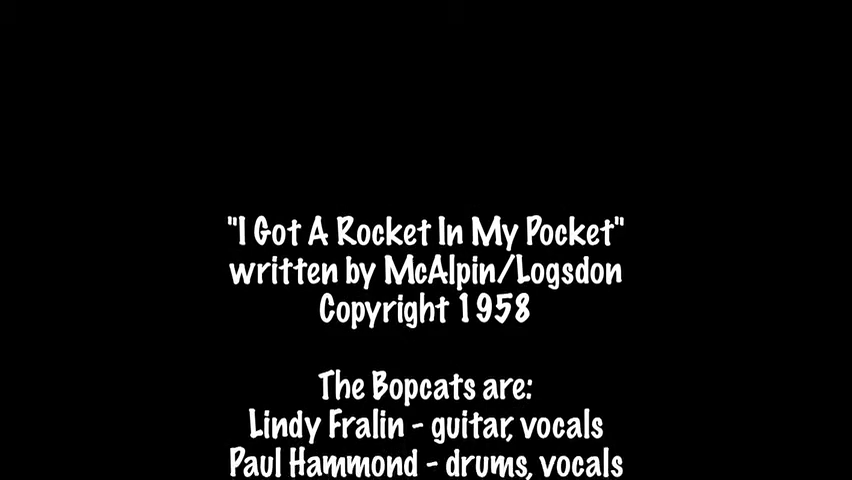 "I Got A Rocket In My Pocket"
written by McAlpin/Logsdon
Copyright 1958
The Bopcats are:
Lindy Fralin - guitar, vocals
Paul Hammond - drums, vocals